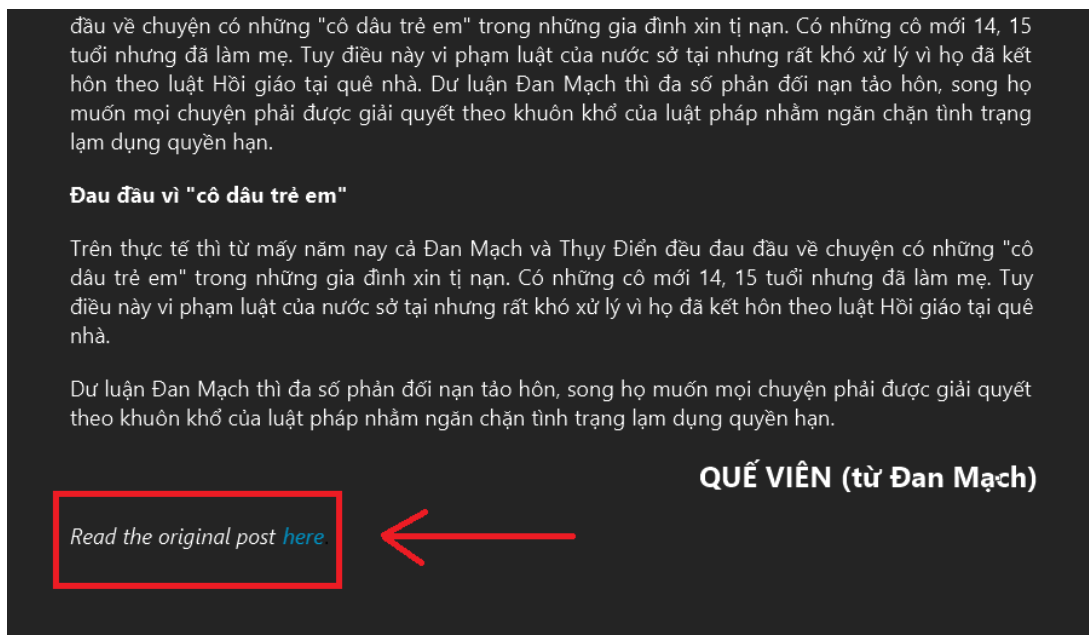 đầu về chuyện có những "cô dâu trẻ em" trong những gia đình xin tị nạn. Có những cô mới 14, 15
tuổi nhưng đã làm mẹ. Tuy điều này vi phạm luật của nước sở tại nhưng rất khó xử lý vì họ đã kết
hôn theo luật Hồi giáo tại quê nhà. Dư luận Đan Mạch thì đa số phản đối nạn tảo hôn, song họ
muốn mọi chuyện phải được giải quyết theo khuôn khổ của luật pháp nhằm ngăn chặn tình trạng
lạm dụng quyền hạn.
Đau đầu vì "cô dâu trẻ em"
Trên thực tế thì từ mấy năm nay cả Đan Mạch và Thụy Điển đều đau đầu về chuyện có những "cô
dâu trẻ em" trong những gia đình xin tị nạn. Có những cô mới 14, 15 tuổi nhưng đã làm mẹ. Tuy
điều này vi phạm luật của nước sở tại nhưng rất khó xử lý vì họ đã kết hôn theo luật Hồi giáo tại quê
nhà.
Dư luận Đan Mạch thì đa số phản đối nạn tảo hôn, song họ muốn mọi chuyện phải được giải quyết
theo khuôn khổ của luật pháp nhằm ngăn chặn tình trạng lạm dụng quyền hạn.
QUẾ VIÊN (từ Đan Mạch)
Read the original post here.